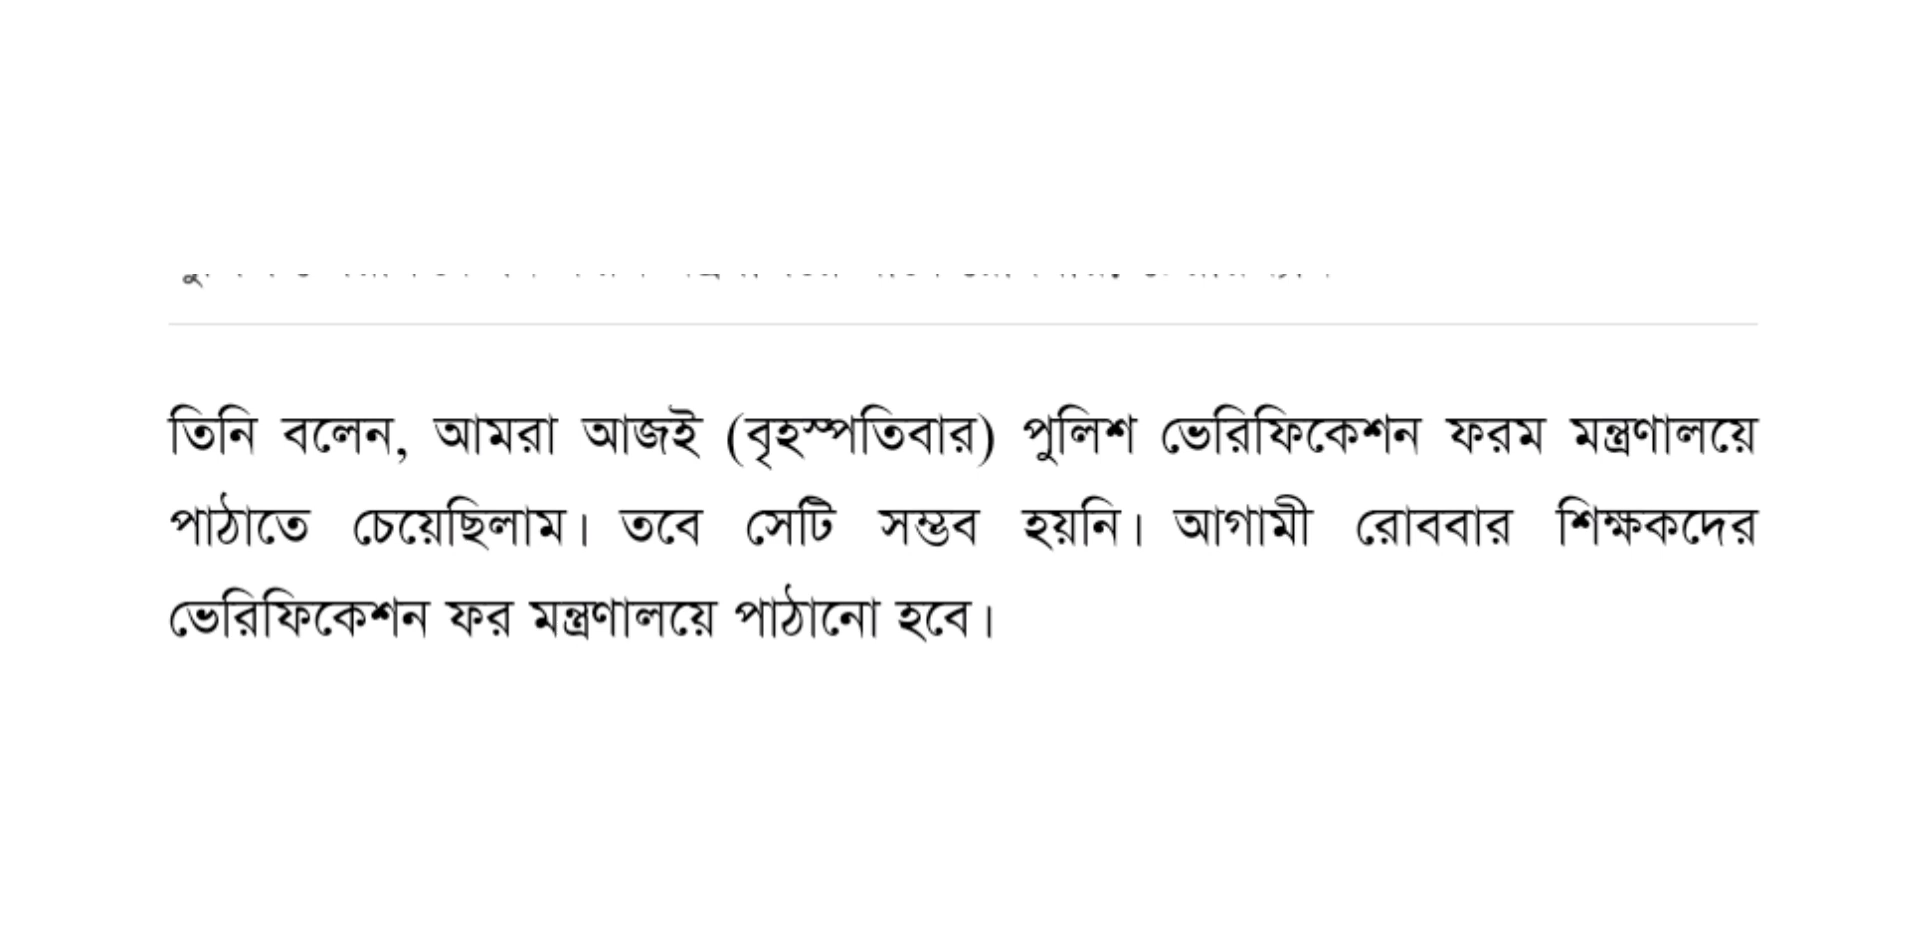 তিনি বলেন, আমরা আজই (বৃহস্পতিবার) পুলিশ ভেরিফিকেশন ফরম মন্ত্রণালয়ে
পাঠাতে চেয়েছিলাম। তবে সেটি সম্ভব হয়নি। আগামী রোববার শিক্ষকদের
ভেরিফিকেশন ফর মন্ত্রণালয়ে পাঠানো হবে।